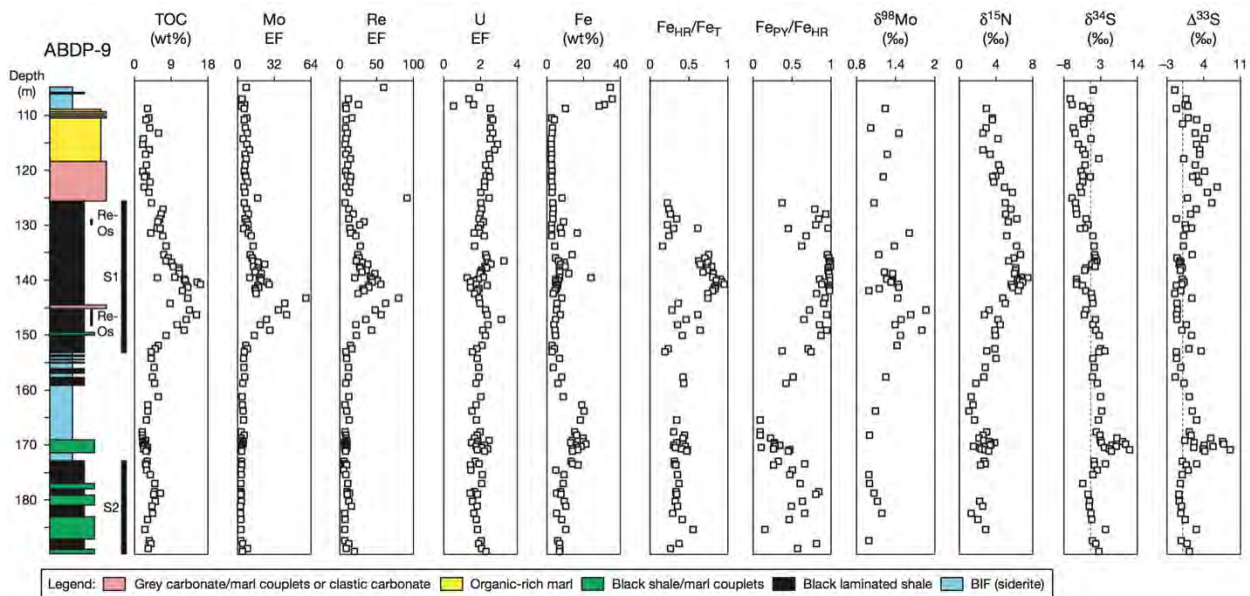 ABDP-9
Depth
(m)
110
120
130
140
150
160
170
180
Re-
Os
S1
Re-
Os
S2
TOC
(wt%)
0 9 18
Mo
EF
0 32 64
Re
EF
0 50 100
U
EF
0 2 4
Fe
(wt%)
0 20 40
FeHR/FeT
0 0.5 1
FePY/FeHR
0 0.5 1
δ98Mo
(‰)
0.8 1.4 2
δ15N
(‰)
0 4 8
δ34S
(‰)
-8 3 14
Δ33S
(‰)
-3 4 11
Legend: Grey carbonate/marl couplets or clastic carbonate Organic-rich marl Black shale/marl couplets Black laminated shale BIF (siderite)